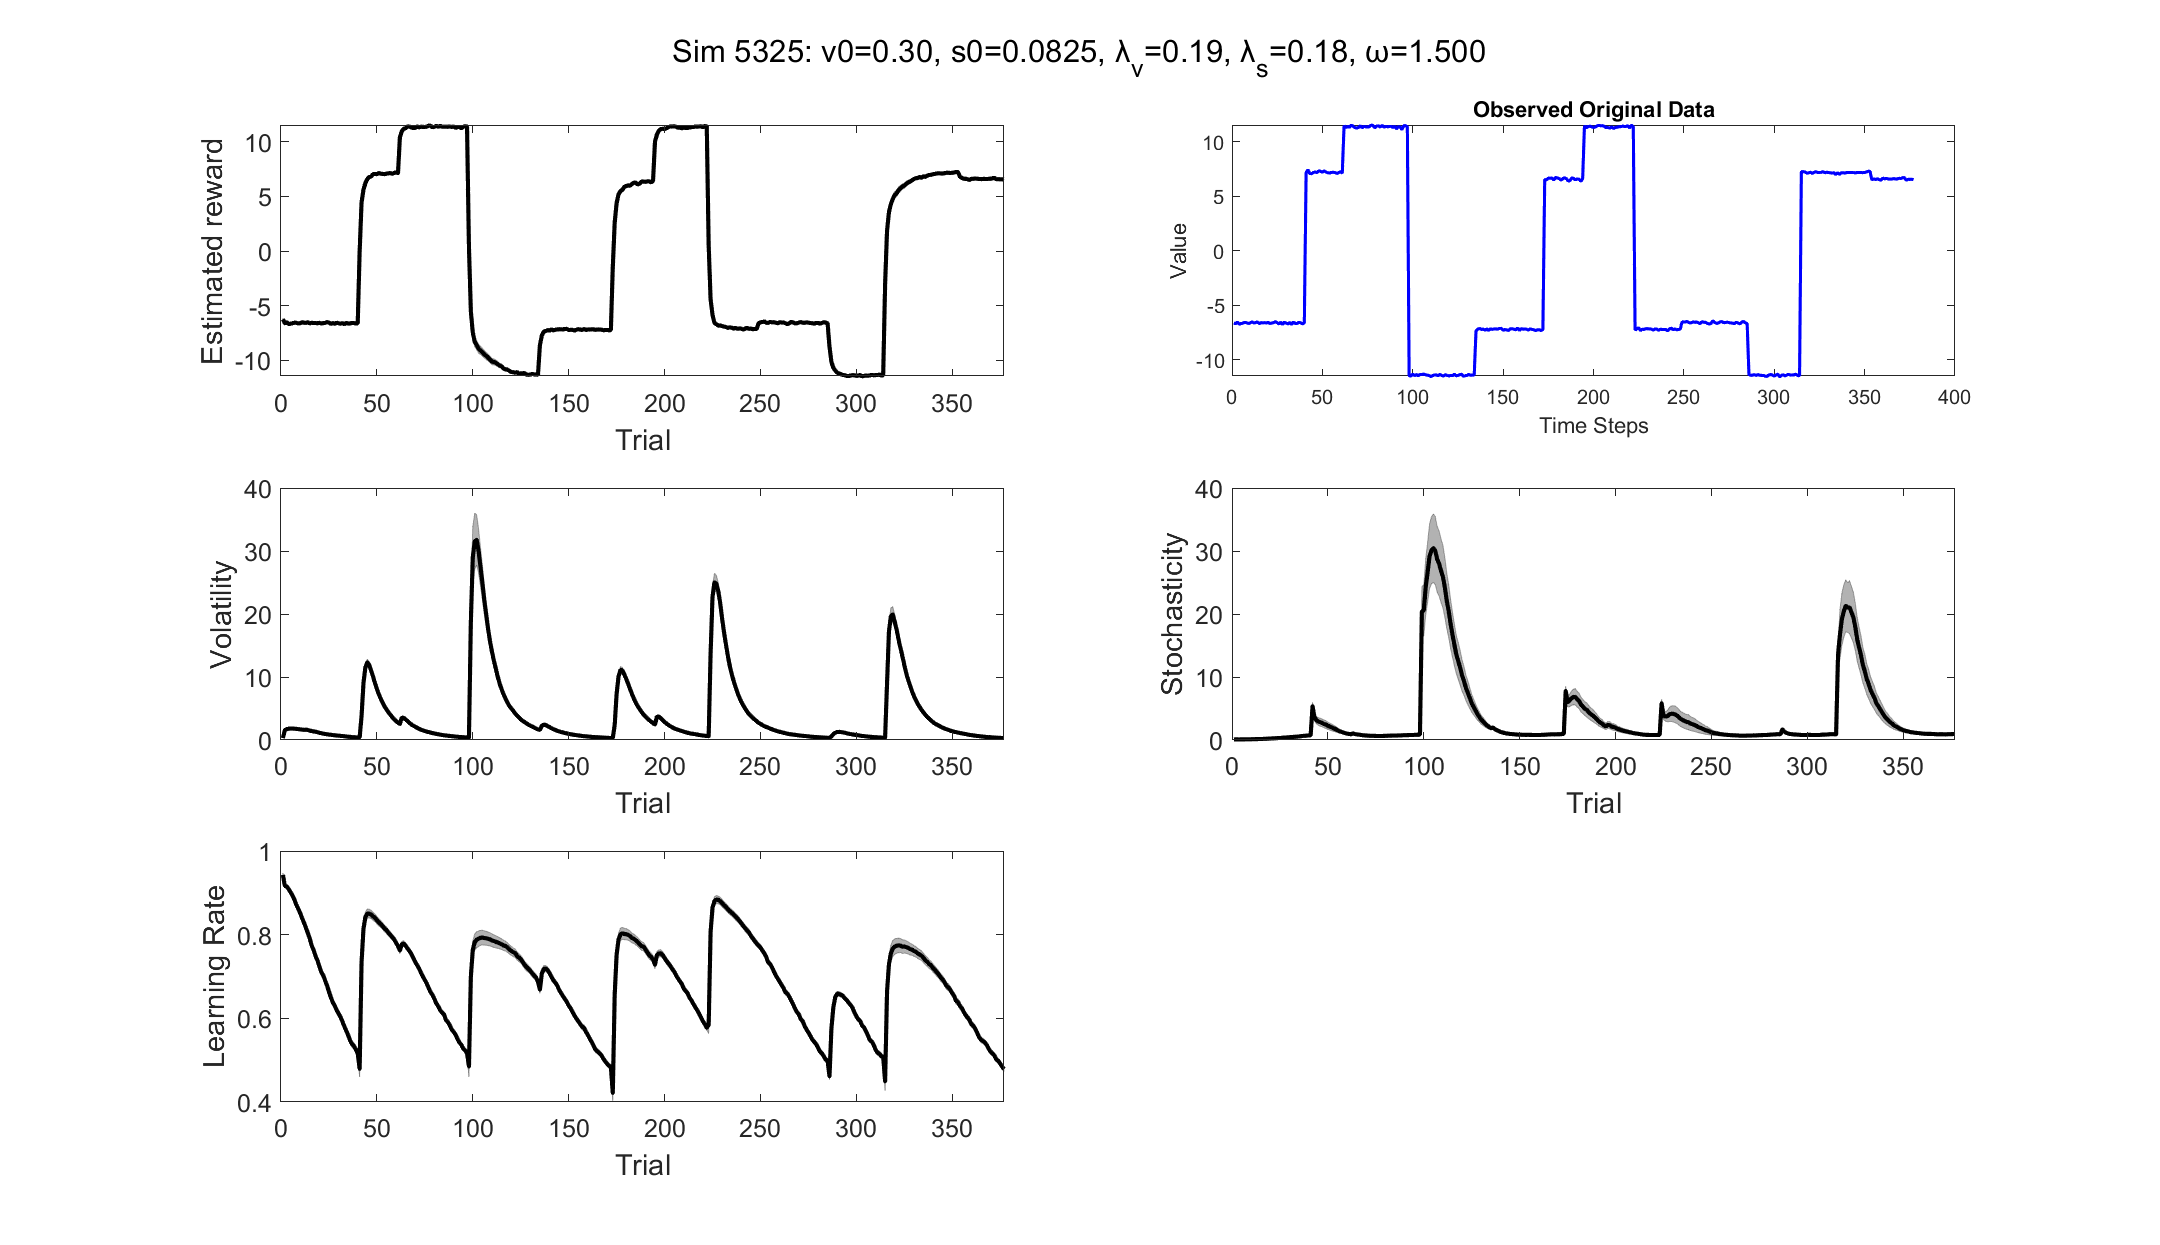 Sim 5325: v0=0.30, s0=0.0825, λ_v=0.19, λ_s=0.18, ω=1.500
Estimated reward
10
5
0
-5
-10
0 50 100 150 200 250 300 350
Trial
Observed Original Data
Value
10
5
0
-5
-10
0 50 100 150 200 250 300 350 400
Time Steps
Volatility
40
30
20
10
0
0 50 100 150 200 250 300 350
Trial
Stochasticity
40
30
20
10
0
0 50 100 150 200 250 300 350
Trial
Learning Rate
1
0.8
0.6
0.4
0 50 100 150 200 250 300 350
Trial